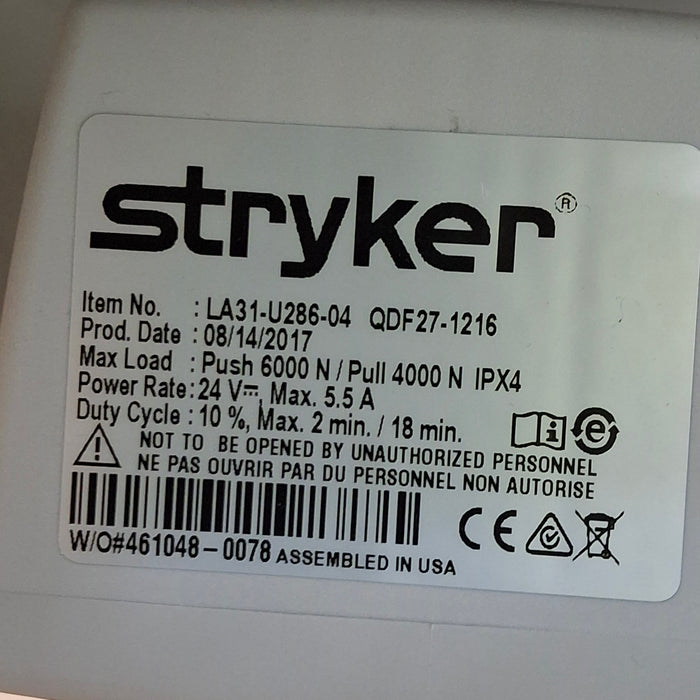 stryker®
Item No. : LA31-U286-04 QDF27-1216
Prod. Date : 08/14/2017
Max Load : Push 6000 N / Pull 4000 N IPX4
Power Rate : 24 V⎓, Max. 5.5 A
Duty Cycle : 10 %, Max. 2 min. / 18 min.
NOT TO BE OPENED BY UNAUTHORIZED PERSONNEL
NE PAS OUVRIR PAR DU PERSONNEL NON AUTORISE
CE
W/O#461048-0078 ASSEMBLED IN USA